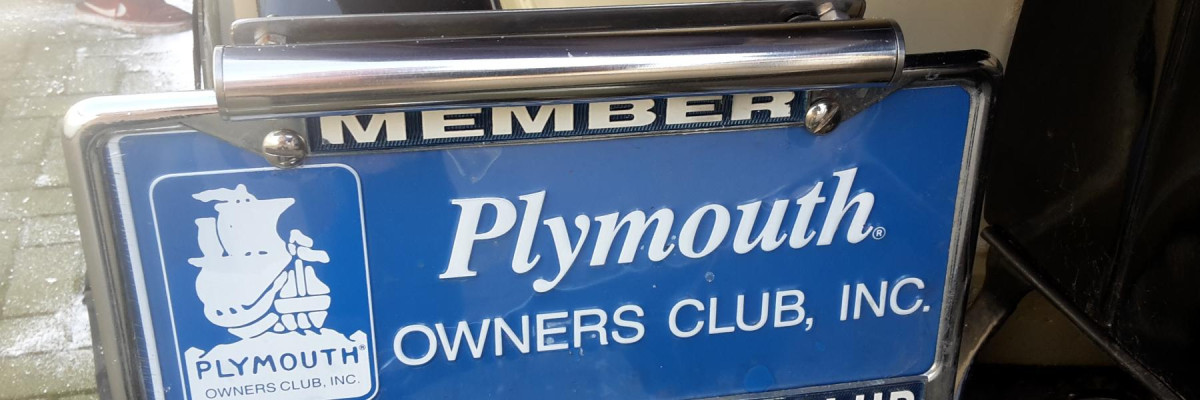 MEMBER
Plymouth®
OWNERS CLUB, INC.
PLYMOUTH®
OWNERS CLUB, INC.